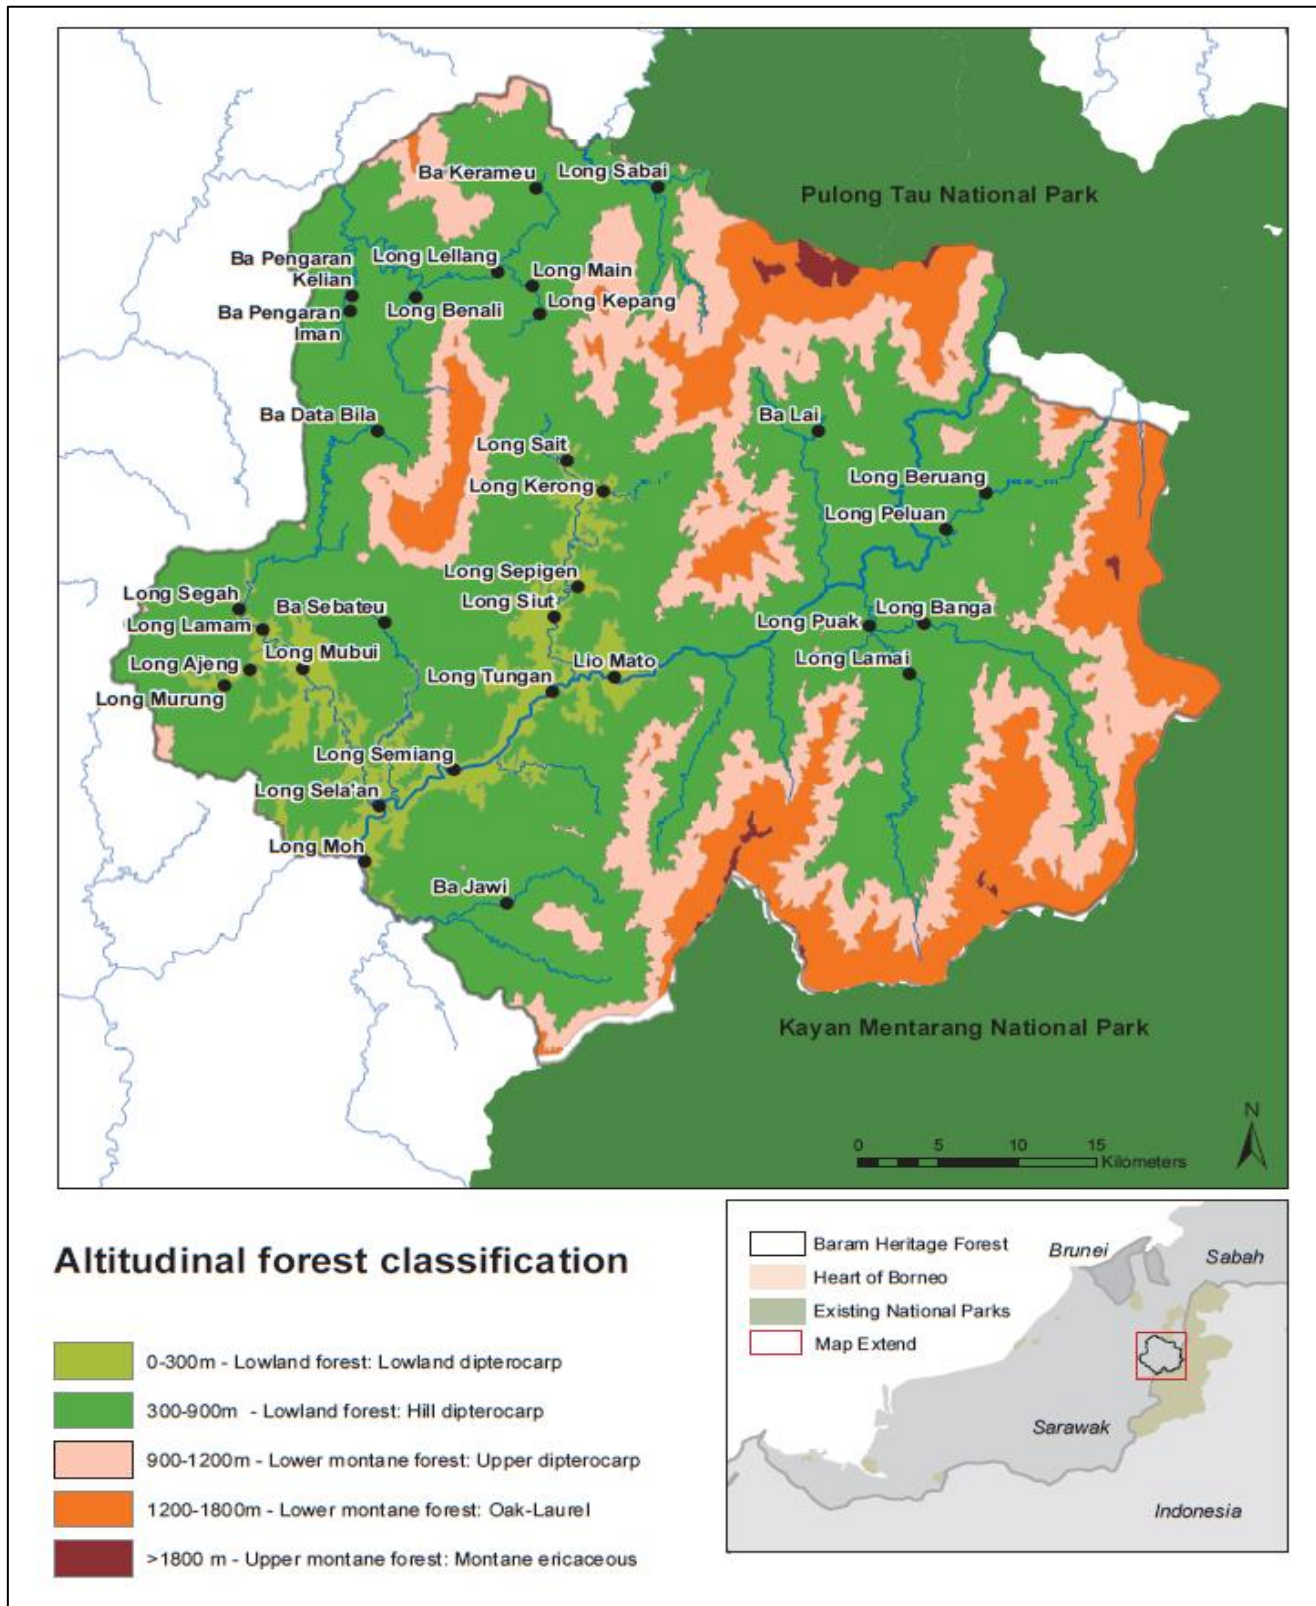 Ba Kerameu
Long Sabai
Pulong Tau National Park
Ba Pengaran
Kelian
Long Lellang
Long Main
Ba Pengaran
Iman
Long Benali
Long Kepang
Ba Data Bila
Ba Lai
Long Sait
Long Kerong
Long Beruang
Long Peluan
Long Sepigen
Long Segah
Ba Sebateu
Long Siut
Long Puak
Long Banga
Long Lamam
Long Ajeng
Long Mubui
Lio Mato
Long Lamai
Long Murung
Long Tungan
Long Semiang
Long Sela'an
Long Moh
Ba Jawi
Kayan Mentarang National Park
N
0 5 10 15
Kilometers
Altitudinal forest classification
0-300m - Lowland forest: Lowland dipterocarp
300-900m - Lowland forest: Hill dipterocarp
900-1200m - Lower montane forest: Upper dipterocarp
1200-1800m - Lower montane forest: Oak-Laurel
>1800 m - Upper montane forest: Montane ericaceous
Baram Heritage Forest
Heart of Borneo
Existing National Parks
Map Extend
Brunei
Sabah
Sarawak
Indonesia